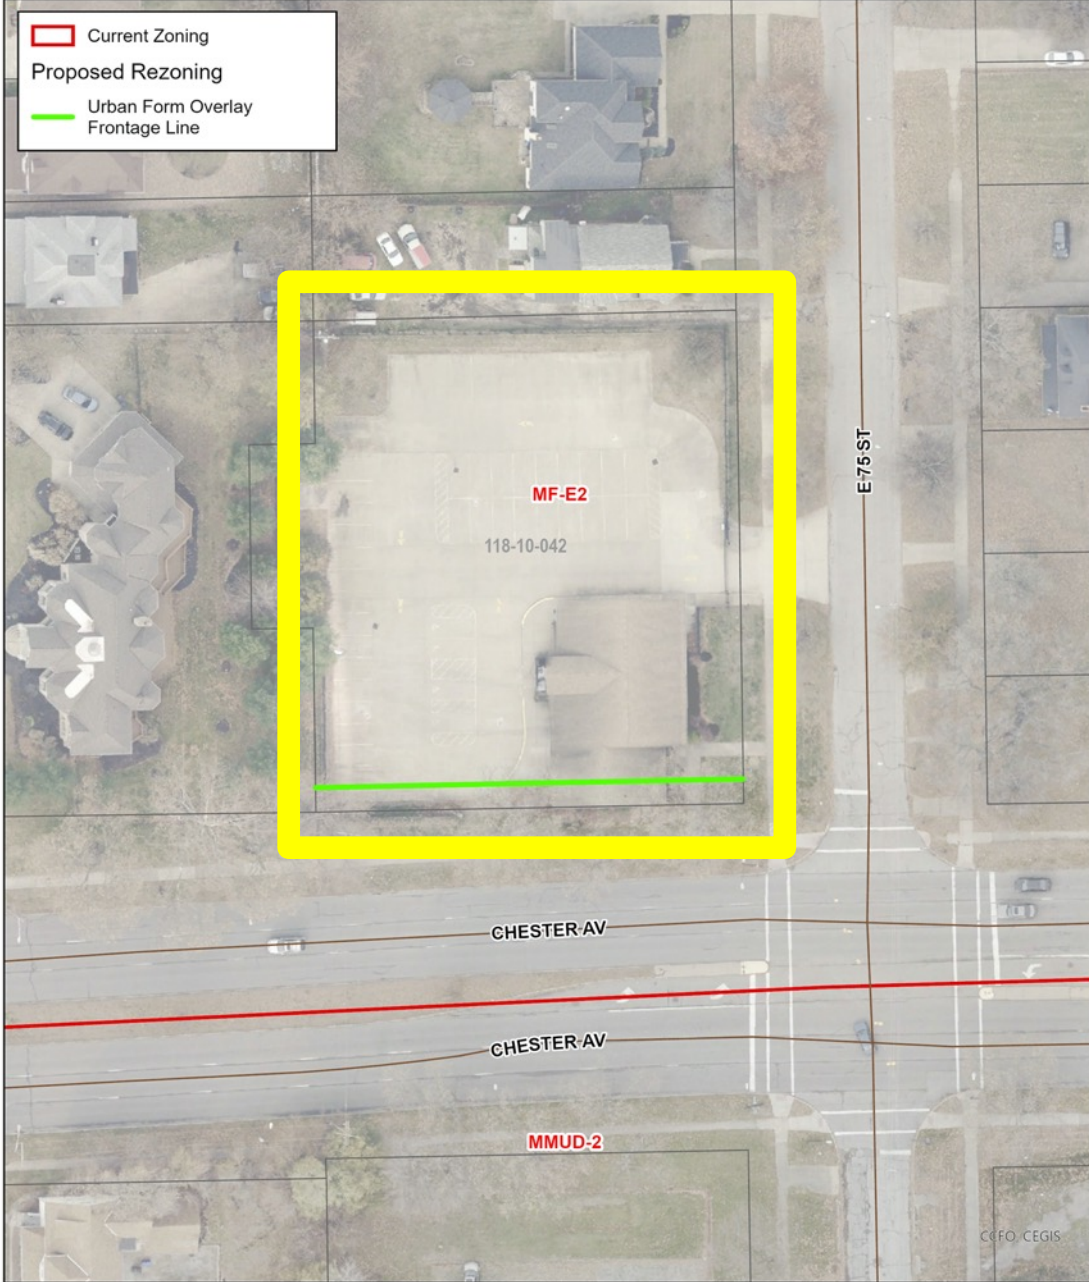 Current Zoning
Proposed Rezoning
Urban Form Overlay
Frontage Line
MF-E2
118-10-042
E 75 ST
CHESTER AV
CHESTER AV
MMUD-2
CCFO CEGIS